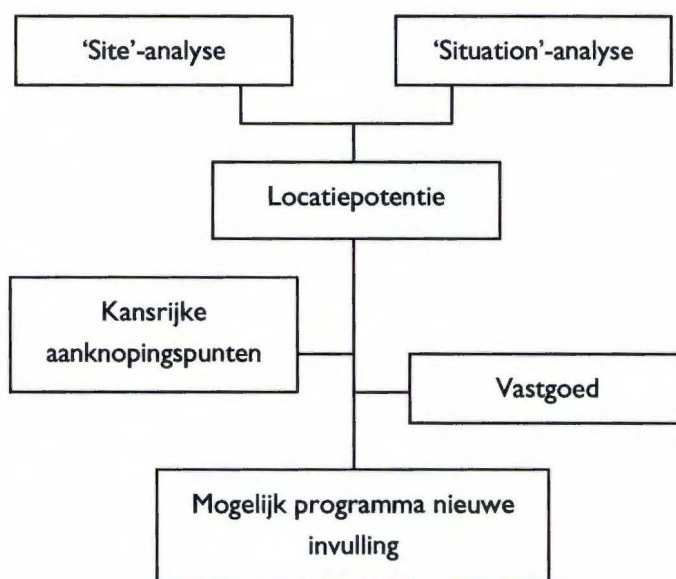 ‘Site’-analyse
‘Situation’-analyse
Locatiepotentie
Kansrijke
aanknopingspunten
Vastgoed
Mogelijk programma nieuwe
invulling